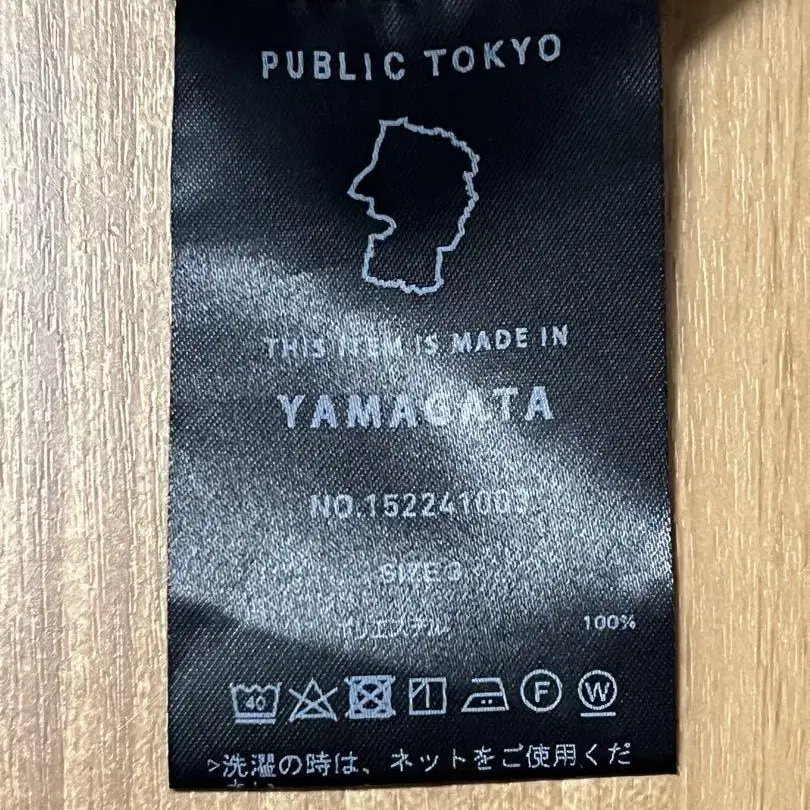 PUBLIC TOKYO
THIS ITEM IS MADE IN
YAMAGATA
SIZE 3
ポリエステル 100%
40 F W
>洗濯の時は、ネットをご使用くだ